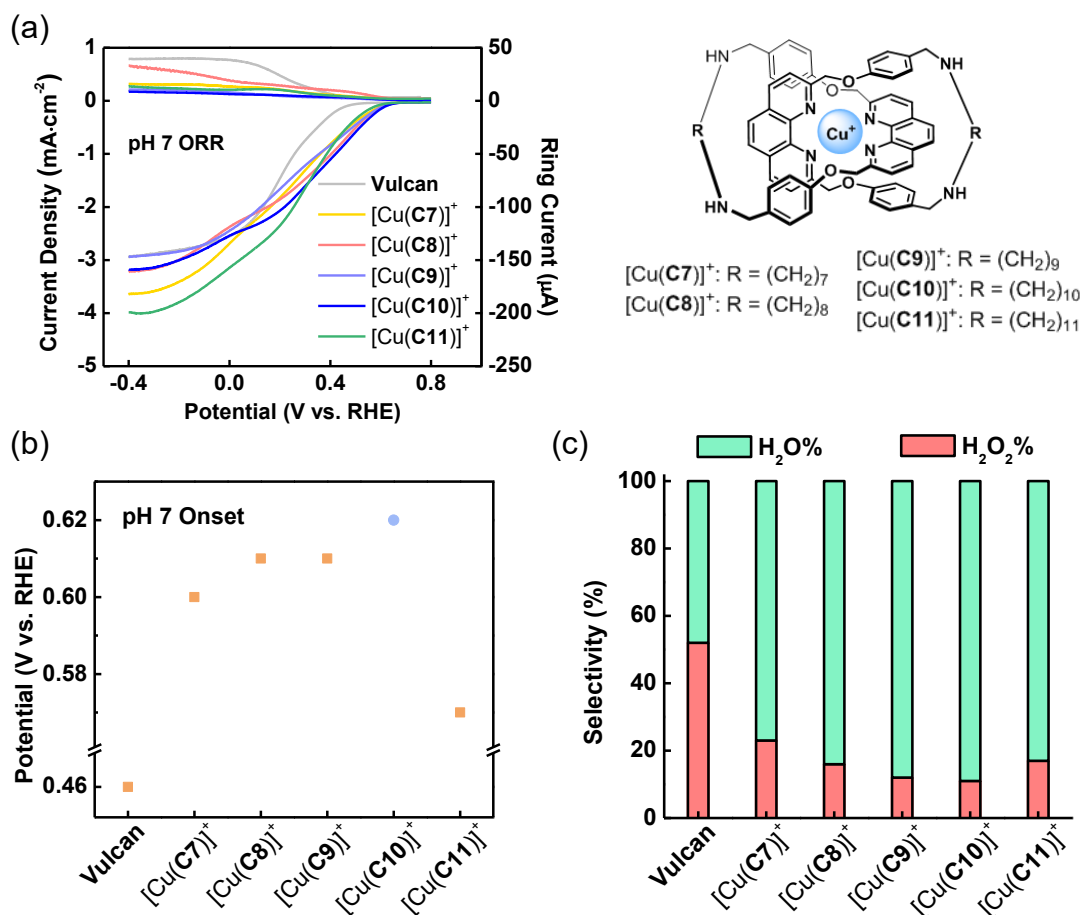 (a)
1
0
-1
-2
-3
-4
-5
Current Density (mA·cm⁻²)
50
0
-50
-100
-150
-200
-250
Ring Current (μA)
pH 7 ORR
Vulcan
[Cu(C7)]⁺
[Cu(C8)]⁺
[Cu(C9)]⁺
[Cu(C10)]⁺
[Cu(C11)]⁺
-0.4 0.0 0.4 0.8
Potential (V vs. RHE)
HN
NH
O
O
N
N
N
N
Cu⁺
R
R
O
O
NH
NH
[Cu(C7)]⁺: R = (CH₂)₇
[Cu(C8)]⁺: R = (CH₂)₈
[Cu(C9)]⁺: R = (CH₂)₉
[Cu(C10)]⁺: R = (CH₂)₁₀
[Cu(C11)]⁺: R = (CH₂)₁₁
(b)
pH 7 Onset
0.62
0.60
0.58
0.46
Potential (V vs. RHE)
Vulcan
[Cu(C7)]⁺
[Cu(C8)]⁺
[Cu(C9)]⁺
[Cu(C10)]⁺
[Cu(C11)]⁺
(c)
H₂O%
H₂O₂%
100
80
60
40
20
0
Selectivity (%)
Vulcan
[Cu(C7)]⁺
[Cu(C8)]⁺
[Cu(C9)]⁺
[Cu(C10)]⁺
[Cu(C11)]⁺